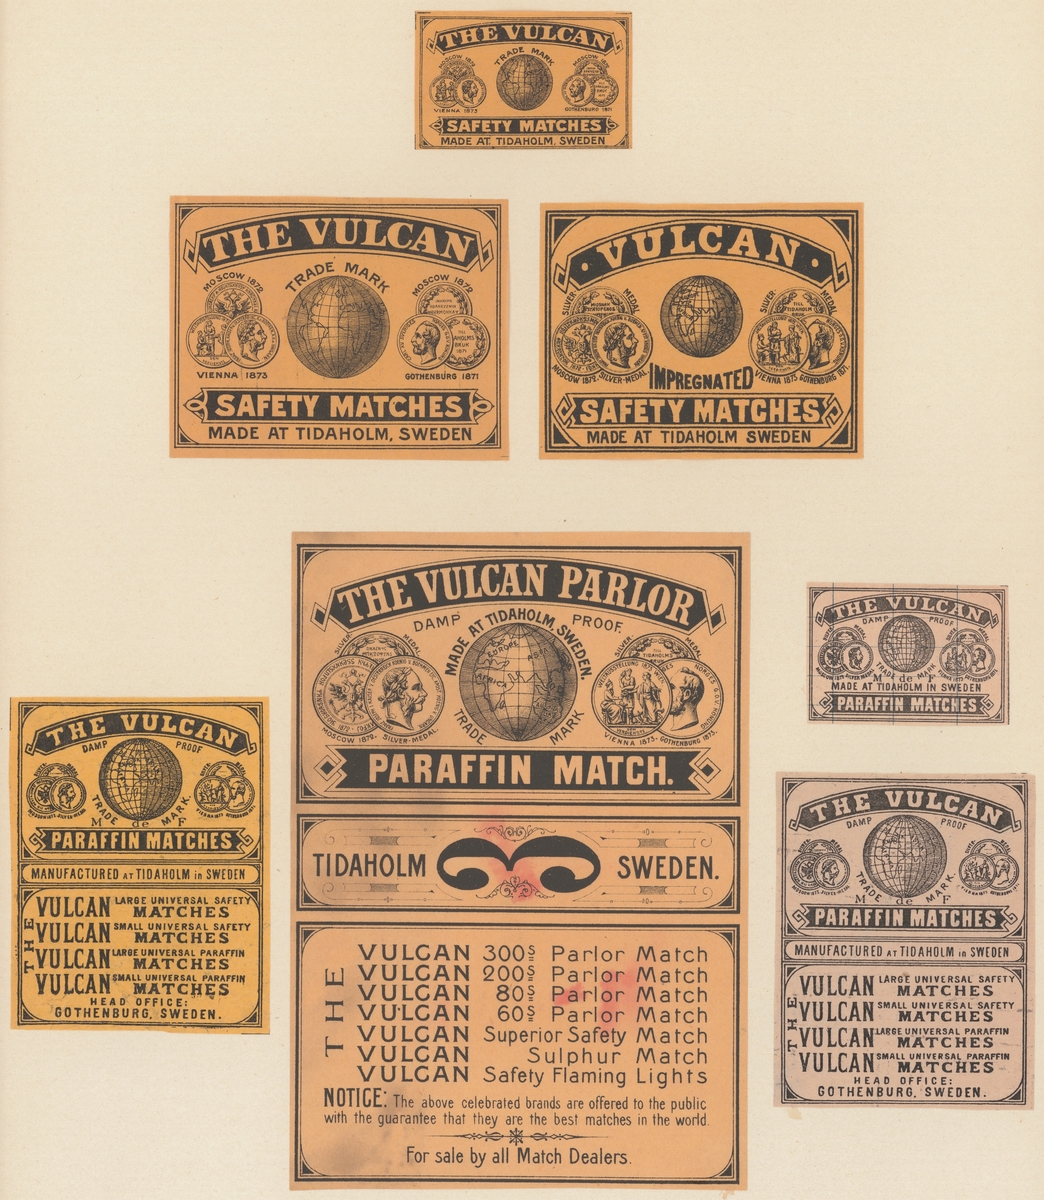 THE VULCAN
TRADE MARK
MOSCOW 1872
VIENNA 1873
GOTHENBURG 1871
SAFETY MATCHES
MADE AT TIDAHOLM, SWEDEN
THE VULCAN
TRADE MARK
MOSCOW 1872
MOSCOW 1872
VIENNA 1873
GOTHENBURG 1871
SAFETY MATCHES
MADE AT TIDAHOLM, SWEDEN
· VULCAN ·
SILVER MEDAL
SILVER MEDAL
TILL
TIDAHOLMS
BRUK
MOSCOW 1872. SILVER-MEDAL.
IMPREGNATED
VIENNA 1873 GOTHENBURG 1871.
SAFETY MATCHES
MADE AT TIDAHOLM SWEDEN
THE VULCAN PARLOR
DAMP PROOF
MADE AT TIDAHOLM, SWEDEN.
SILVER MEDAL
SILVER MEDAL
EUROPE
AFRICA
MOSCOW 1872. SILVER-MEDAL.
TRADE MARK
VIENNA 1873. GOTHENBURG 1873.
PARAFFIN MATCH.
TIDAHOLM SWEDEN.
THE
VULCAN 300S Parlor Match
VULCAN 200S Parlor Match
VULCAN 80S Parlor Match
VULCAN 60S Parlor Match
VULCAN Superior Safety Match
VULCAN Sulphur Match
VULCAN Safety Flaming Lights
NOTICE: The above celebrated brands are offered to the public
with the guarantee that they are the best matches in the world.
For sale by all Match Dealers.
THE VULCAN
DAMP PROOF
TRADE MARK
M de F
MADE AT TIDAHOLM IN SWEDEN
PARAFFIN MATCHES
THE VULCAN
DAMP PROOF
TRADE MARK.
M de F
PARAFFIN MATCHES
MANUFACTURED AT TIDAHOLM in SWEDEN
THE
VULCAN LARGE UNIVERSAL SAFETY
MATCHES
VULCAN SMALL UNIVERSAL SAFETY
MATCHES
VULCAN LARGE UNIVERSAL PARAFFIN
MATCHES
VULCAN SMALL UNIVERSAL PARAFFIN
MATCHES
HEAD OFFICE:
GOTHENBURG, SWEDEN.
THE VULCAN
DAMP PROOF
TRADE MARK.
M de F
PARAFFIN MATCHES
MANUFACTURED AT TIDAHOLM in SWEDEN
THE
VULCAN LARGE UNIVERSAL SAFETY
MATCHES
VULCAN SMALL UNIVERSAL SAFETY
MATCHES
VULCAN LARGE UNIVERSAL PARAFFIN
MATCHES
VULCAN SMALL UNIVERSAL PARAFFIN
MATCHES
HEAD OFFICE:
GOTHENBURG, SWEDEN.